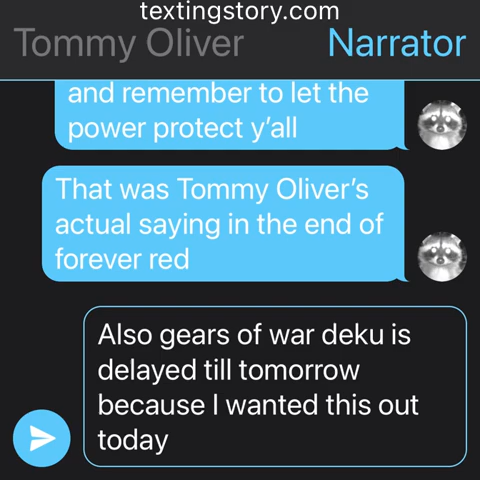 textingstory.com
Tommy Oliver Narrator
and remember to let the
power protect y’all
That was Tommy Oliver’s
actual saying in the end of
forever red
Also gears of war deku is
delayed till tomorrow
because I wanted this out
today